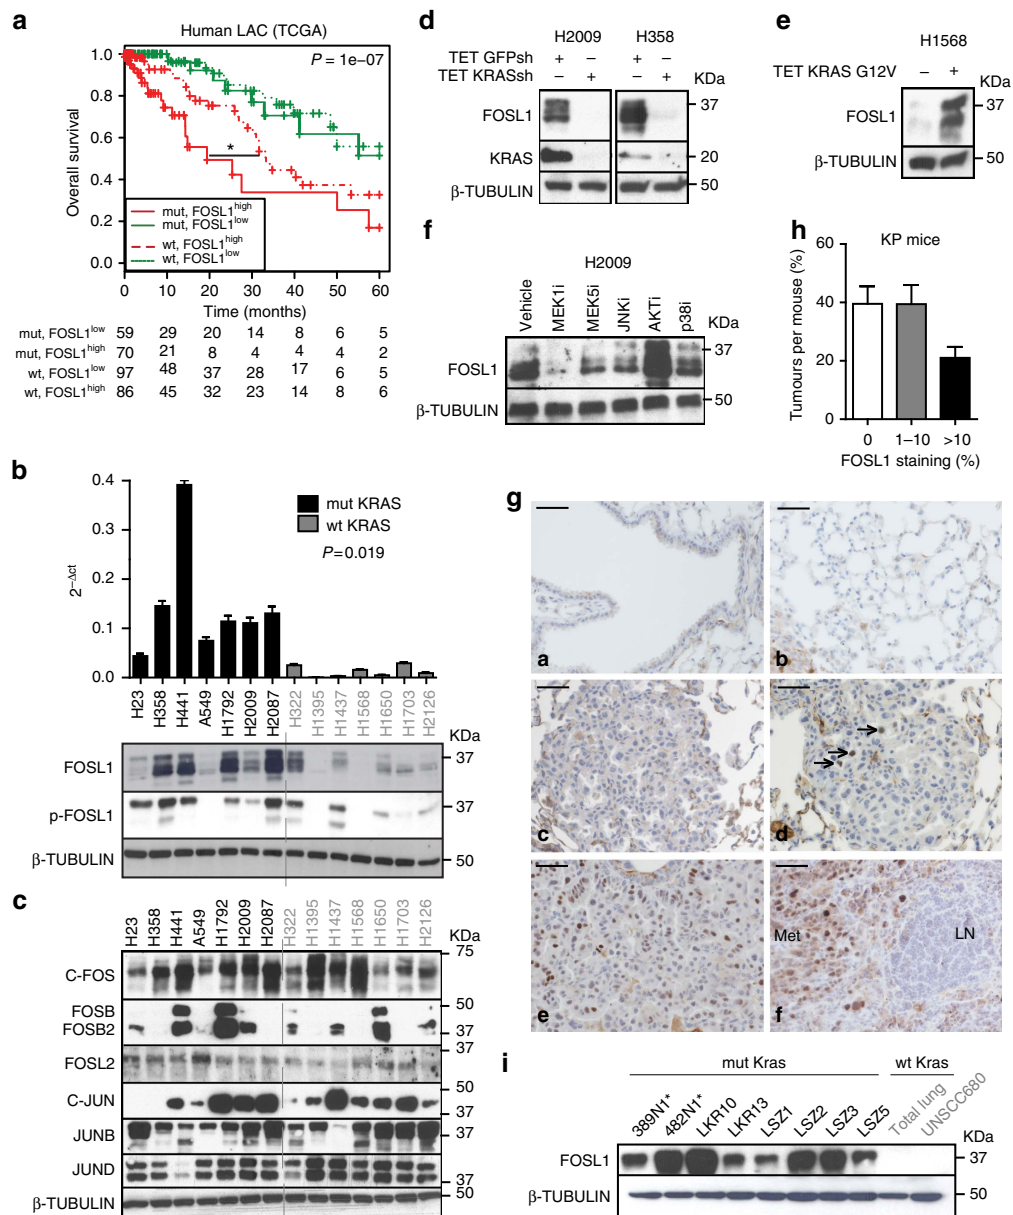 a
Human LAC (TCGA)
P = 1e–07
1.0
0.8
0.6
0.4
0.2
0.0
Overall survival
*
mut, FOSL1high
mut, FOSL1low
wt, FOSL1high
wt, FOSL1low
0 10 20 30 40 50 60
Time (months)
mut, FOSL1low 59 29 20 14 8 6 5
mut, FOSL1high 70 21 8 4 4 4 2
wt, FOSL1low 97 48 37 28 17 6 5
wt, FOSL1high 86 45 32 23 14 8 6
b
0.4
0.3
0.2
0.1
0.0
2–Δct
mut KRAS
wt KRAS
P=0.019
H23 H358 H441 A549 H1792 H2009 H2087 H322 H1395 H1437 H1568 H1650 H1703 H2126
KDa
FOSL1 37
p-FOSL1 37
β-TUBULIN 50
c
H23 H358 H441 A549 H1792 H2009 H2087 H322 H1395 H1437 H1568 H1650 H1703 H2126
KDa
75
C-FOS
FOSB 50
FOSB2 37
37
FOSL2
C-JUN 50
37
JUNB 37
JUND 37
β-TUBULIN 50
d
H2009 H358
TET GFPsh + – + –
TET KRASsh – + – +
KDa
FOSL1 37
KRAS 20
β-TUBULIN 50
e
H1568
TET KRAS G12V – +
KDa
FOSL1 37
β-TUBULIN 50
f
H2009
Vehicle MEK1i MEK5i JNKi AKTi p38i
KDa
37
FOSL1
β-TUBULIN 50
h
KP mice
60
40
20
0
Tumours per mouse (%)
0 1–10 >10
FOSL1 staining (%)
g
a
b
c
d
e
Met
LN
f
i
mut Kras wt Kras
389N1* 482N1* LKR10 LKR13 LSZ1 LSZ2 LSZ3 LSZ5 Total lung UNSCC680
KDa
FOSL1 37
β-TUBULIN 50